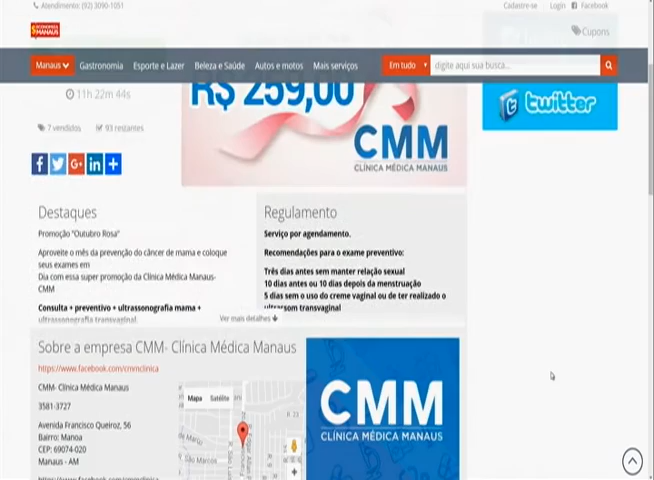 Atendimento: (92) 3090-1051
Cadastre-se Login Facebook
ECONOMIZE MANAUS
Cupons
Manaus Gastronomia Esporte e Lazer Beleza e Saúde Autos e motos Mais serviços Em tudo digite aqui sua busca...
R$ 259,00
11h 22m 44s
twitter
7 vendidos 93 restantes
CMM
CLÍNICA MÉDICA MANAUS
Destaques
Promoção "Outubro Rosa"
Aproveite o mês da prevenção do câncer de mama e coloque
seus exames em
Dia com essa super promoção da Clínica Médica Manaus-
CMM
Consulta + preventivo + ultrassonografia mama +
ultrassonografia transvaginal
Regulamento
Serviço por agendamento.
Recomendações para o exame preventivo:
Três dias antes sem manter relação sexual
10 dias antes ou 10 dias depois da menstruação
5 dias sem o uso do creme vaginal ou de ter realizado o
ultrassom transvaginal
Ver mais detalhes
Sobre a empresa CMM- Clínica Médica Manaus
https://www.facebook.com/cmmclinica
CMM- Clínica Médica Manaus
3581-3727
Avenida Francisco Queiroz, 56
Bairro: Manoa
CEP: 69074-020
Manaus - AM
Mapa Satélite
R. 23
São Marcos
CMM
CLÍNICA MÉDICA MANAUS